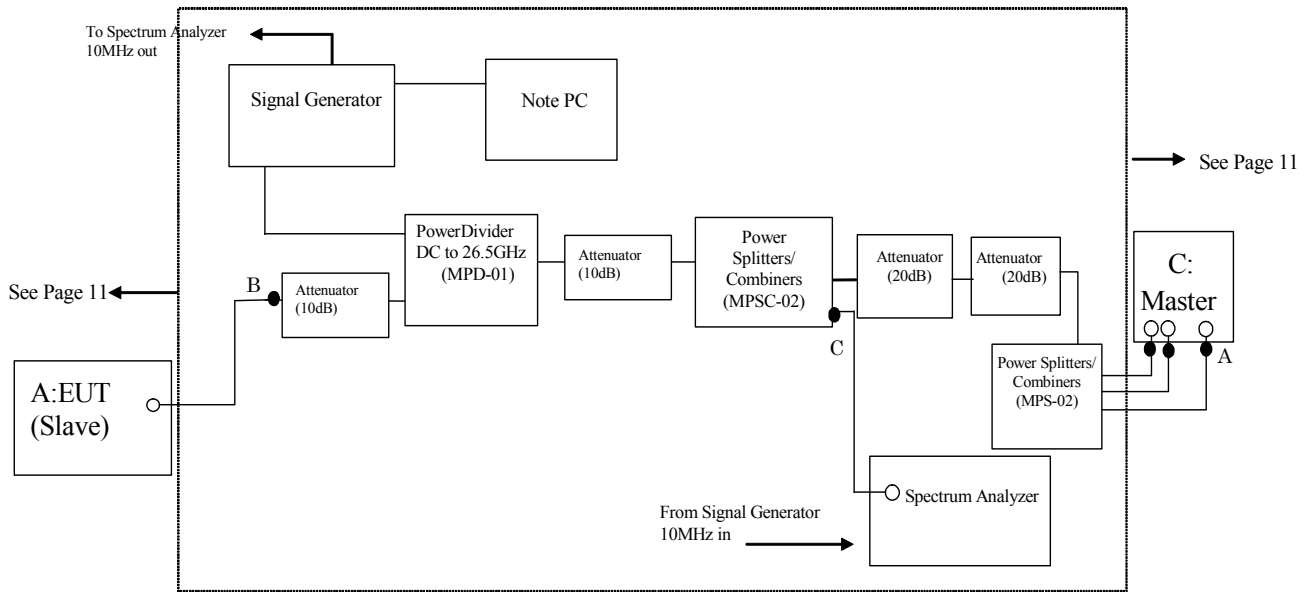 To Spectrum Analyzer
10MHz out
Signal Generator
Note PC
See Page 11
PowerDivider
DC to 26.5GHz
(MPD-01)
Attenuator
(10dB)
Power
Splitters/
Combiners
(MPSC-02)
Attenuator
(20dB)
Attenuator
(20dB)
C:
Master
See Page 11
B
Attenuator
(10dB)
C
A
Power Splitters/
Combiners
(MPS-02)
A:EUT
(Slave)
Spectrum Analyzer
From Signal Generator
10MHz in